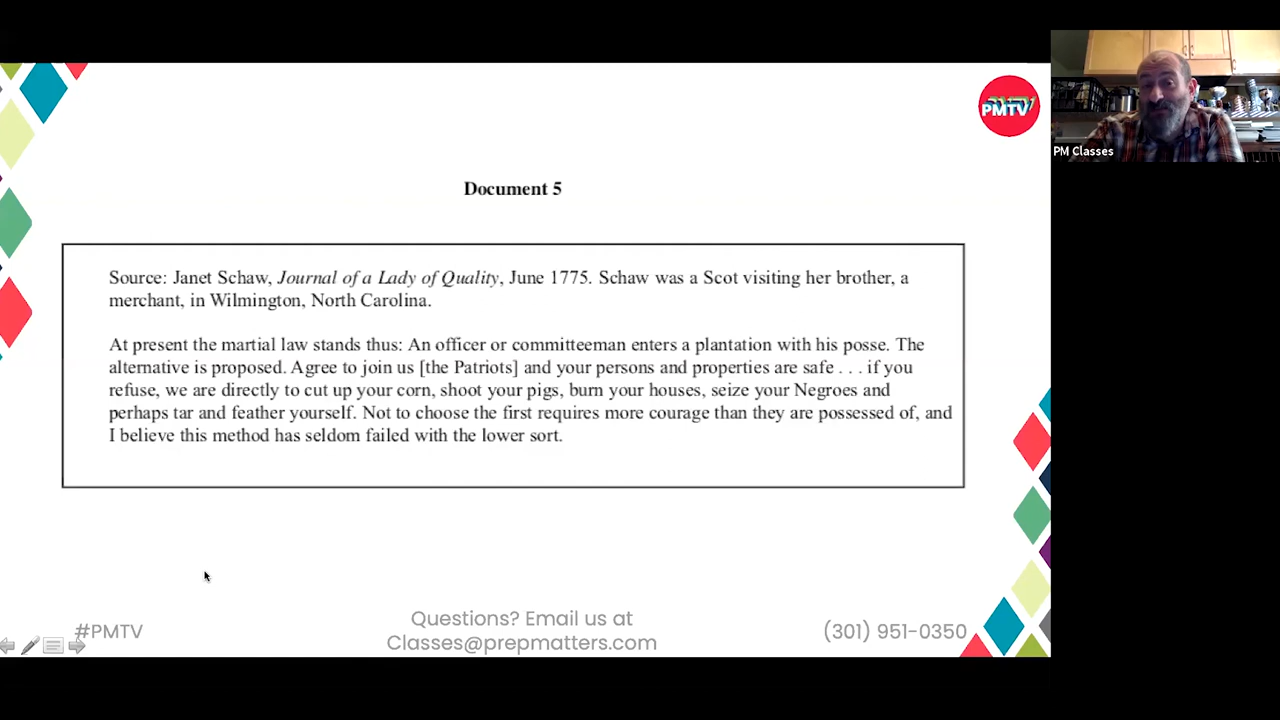 PMTV
PM Classes
Document 5
Source: Janet Schaw, Journal of a Lady of Quality, June 1775. Schaw was a Scot visiting her brother, a
merchant, in Wilmington, North Carolina.
At present the martial law stands thus: An officer or committeeman enters a plantation with his posse. The
alternative is proposed. Agree to join us [the Patriots] and your persons and properties are safe . . . if you
refuse, we are directly to cut up your corn, shoot your pigs, burn your houses, seize your Negroes and
perhaps tar and feather yourself. Not to choose the first requires more courage than they are possessed of, and
I believe this method has seldom failed with the lower sort.
#PMTV
Questions? Email us at
Classes@prepmatters.com
(301) 951-0350